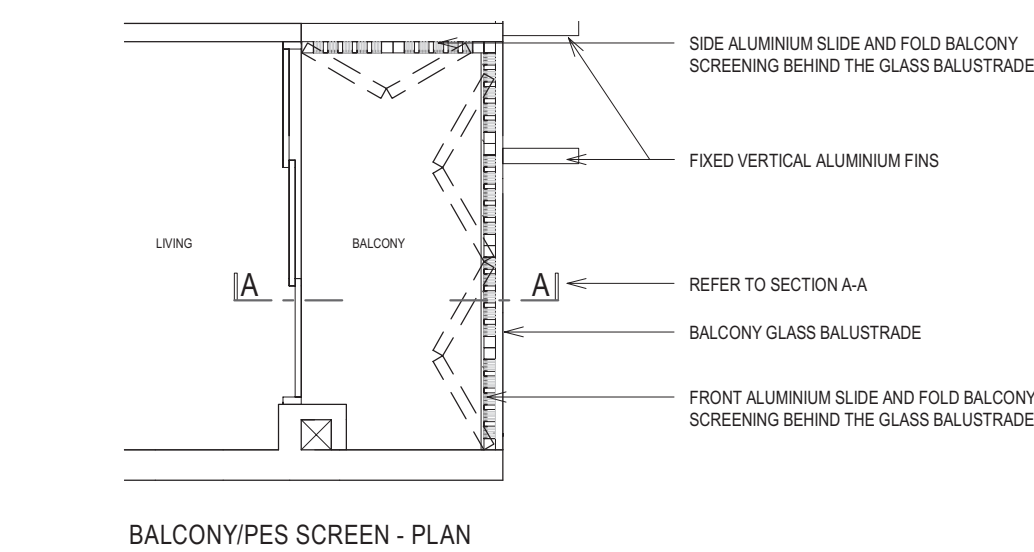 SIDE ALUMINIUM SLIDE AND FOLD BALCONY
SCREENING BEHIND THE GLASS BALUSTRADE
FIXED VERTICAL ALUMINIUM FINS
LIVING
BALCONY
A
A
REFER TO SECTION A-A
BALCONY GLASS BALUSTRADE
FRONT ALUMINIUM SLIDE AND FOLD BALCONY
SCREENING BEHIND THE GLASS BALUSTRADE
BALCONY/PES SCREEN - PLAN